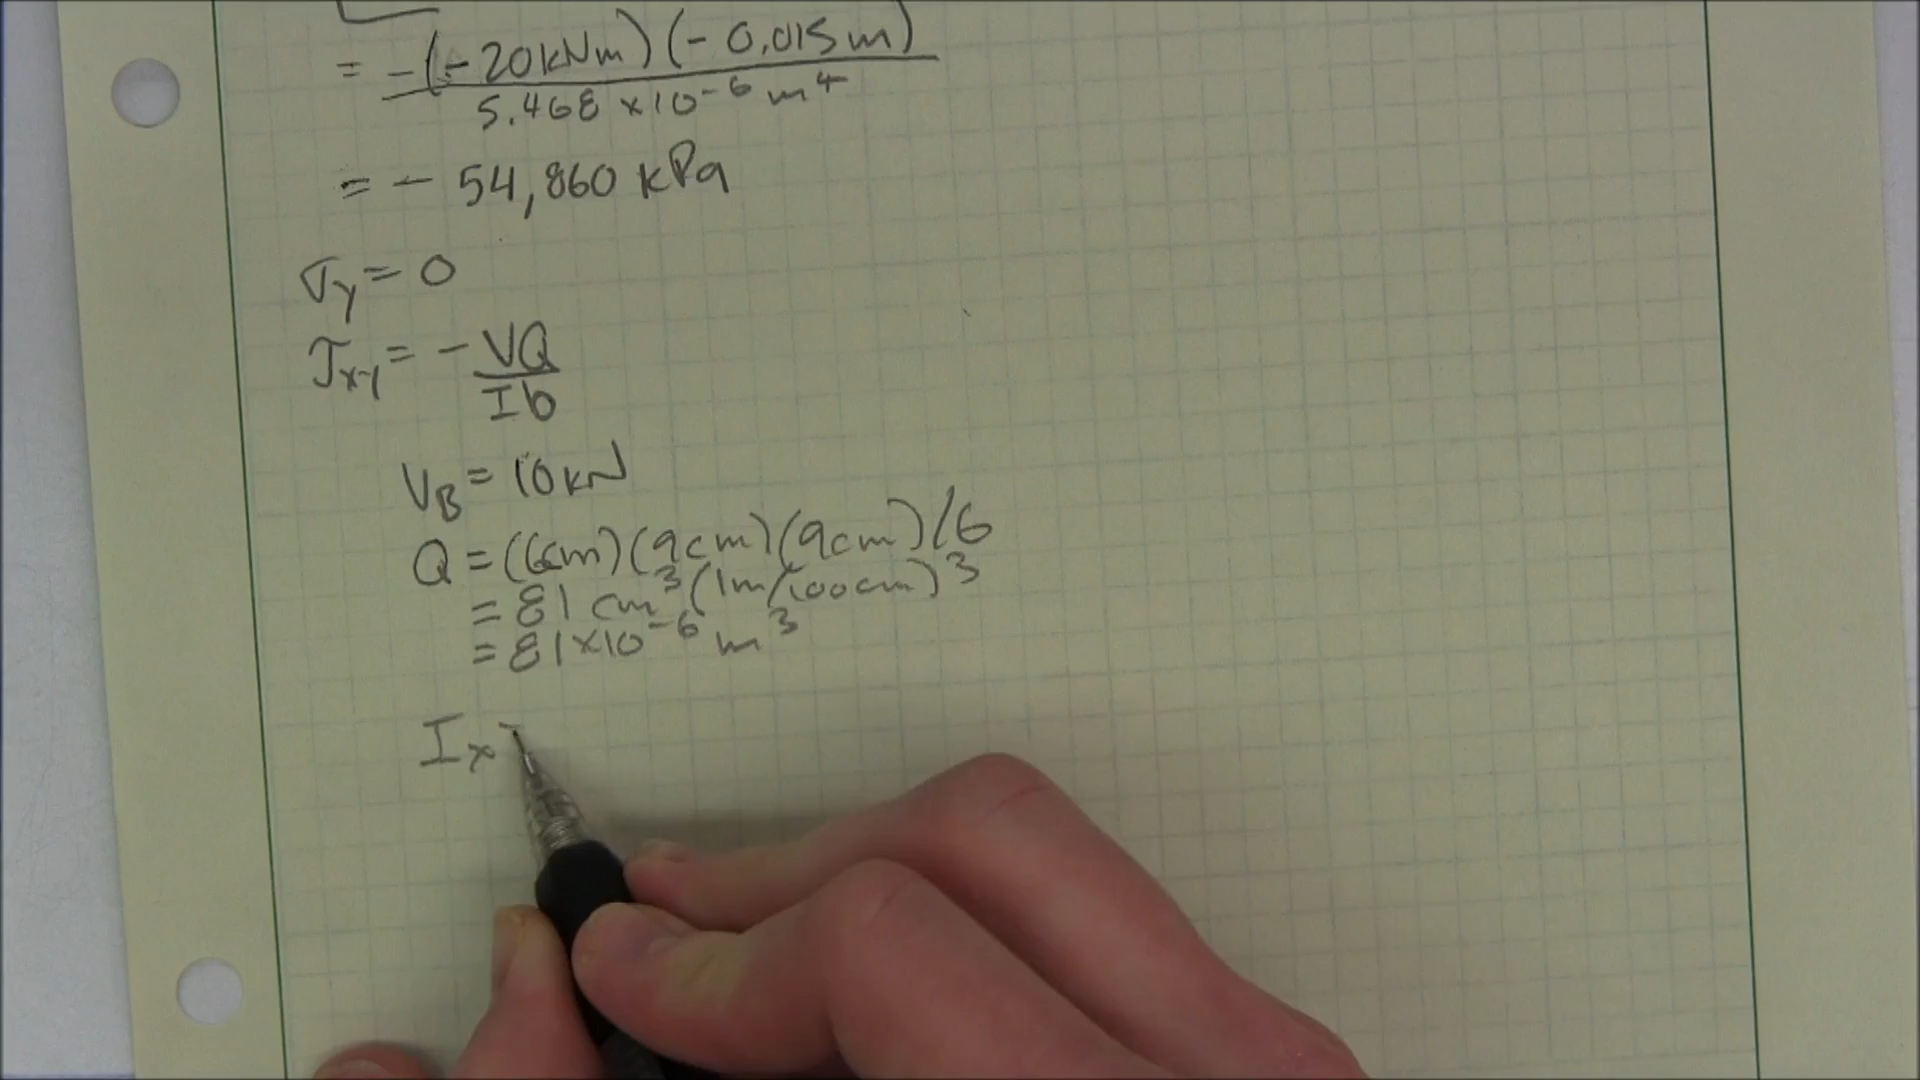 = -(-20kNm)(-0.015m)
5.468 ×10⁻⁶ m⁴
= - 54,860 kPa
σy = 0
τxy = - VQ
Ib
VB = 10kN
Q = (6cm)(9cm)(9cm)/6
= 81 cm³(1m/100cm)³
= 81×10⁻⁶ m³
Ix